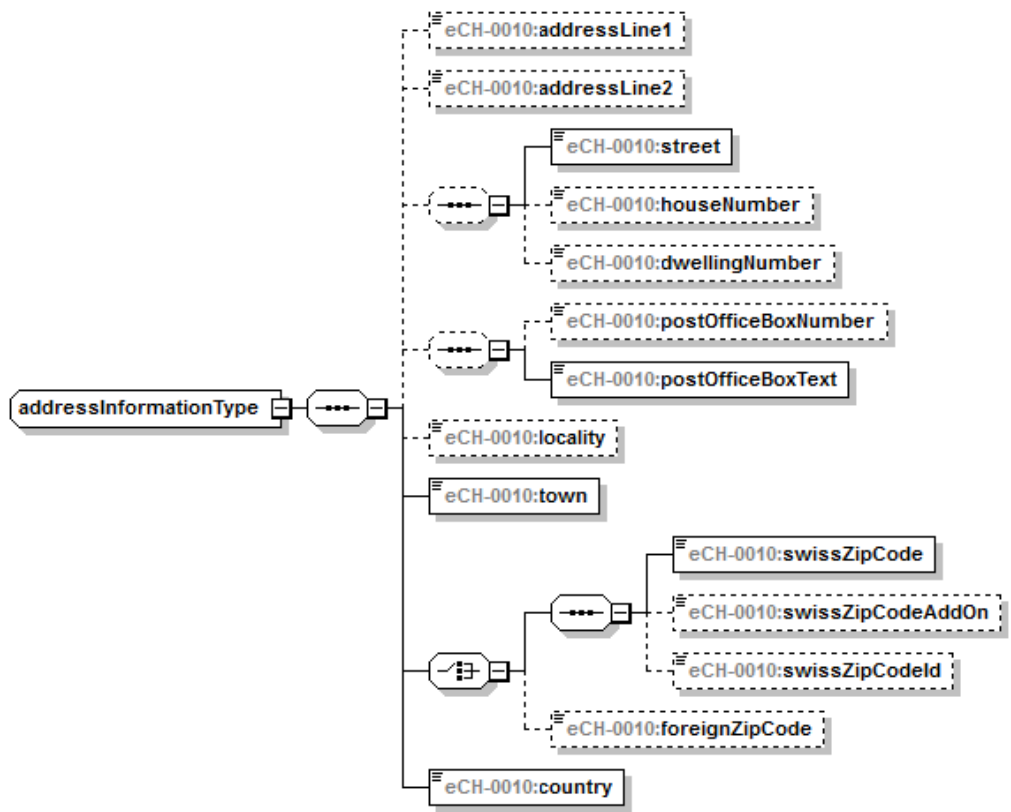 eCH-0010:addressLine1
eCH-0010:addressLine2
eCH-0010:street
eCH-0010:houseNumber
eCH-0010:dwellingNumber
eCH-0010:postOfficeBoxNumber
eCH-0010:postOfficeBoxText
addressInformationType
eCH-0010:locality
eCH-0010:town
eCH-0010:swissZipCode
eCH-0010:swissZipCodeAddOn
eCH-0010:swissZipCodeId
eCH-0010:foreignZipCode
eCH-0010:country